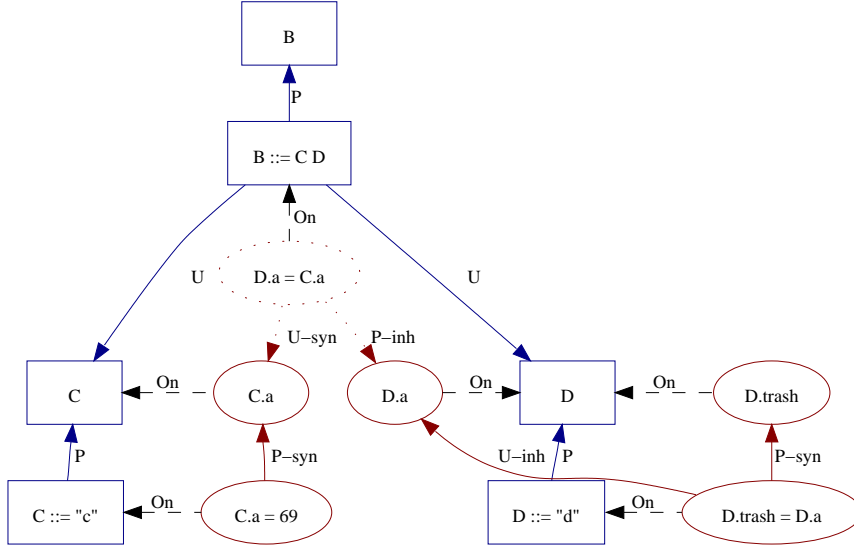 B
P
B ::= C D
On
D.a = C.a
U
U
U−syn
P−inh
C
On
C.a
D.a
On
D
On
D.trash
P
P−syn
U−inh
P
P−syn
C ::= "c"
On
C.a = 69
D ::= "d"
On
D.trash = D.a